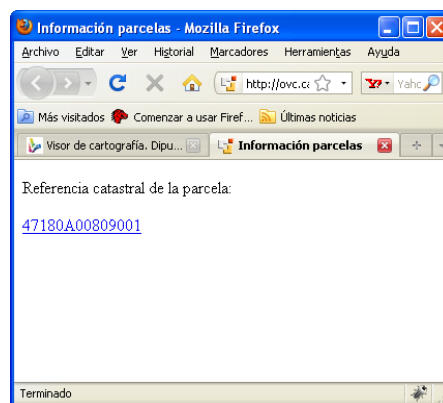 Información parcelas - Mozilla Firefox
Archivo Editar Ver Historial Marcadores Herramientas Ayuda
http://ovc.ca Yahc
Más visitados Comenzar a usar Firef... Últimas noticias
Visor de cartografía. Dipu... Información parcelas
Referencia catastral de la parcela:
47180A00809001
Terminado